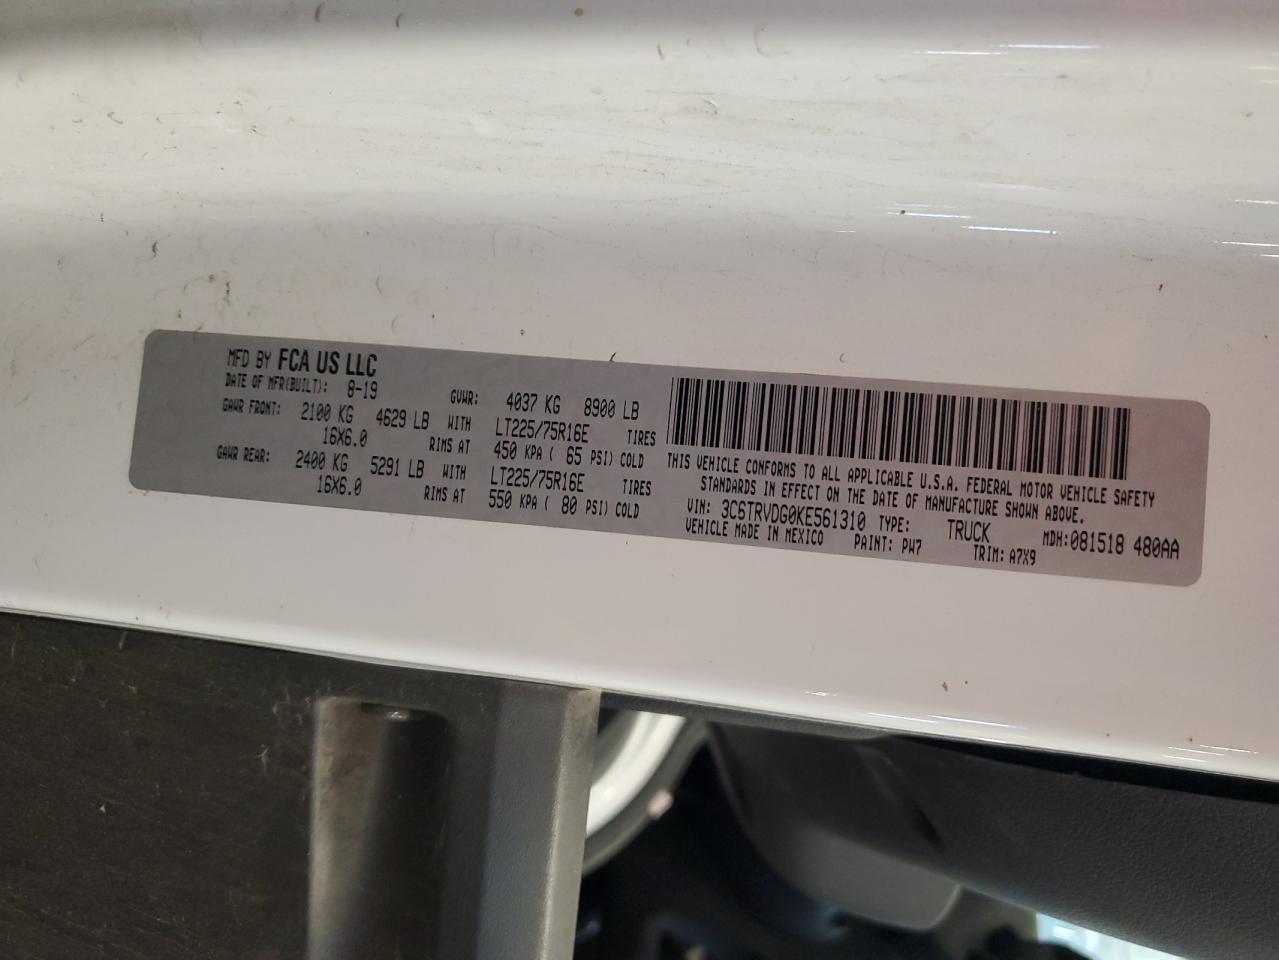 MFD BY FCA US LLC
DATE OF MFR(BUILT): 8-19 GVWR: 4037 KG 8900 LB
GAWR FRONT: 2100 KG 4629 LB WITH LT225/75R16E TIRES
16X6.0 RIMS AT 450 KPA ( 65 PSI) COLD
GAWR REAR: 2400 KG 5291 LB WITH LT225/75R16E TIRES
16X6.0 RIMS AT 550 KPA ( 80 PSI) COLD
THIS VEHICLE CONFORMS TO ALL APPLICABLE U.S.A. FEDERAL MOTOR VEHICLE SAFETY
STANDARDS IN EFFECT ON THE DATE OF MANUFACTURE SHOWN ABOVE.
VIN: 3C6TRVDG0KE561310 TYPE: TRUCK MDH:081518 480AA
VEHICLE MADE IN MEXICO PAINT: PW7 TRIM: A7X9